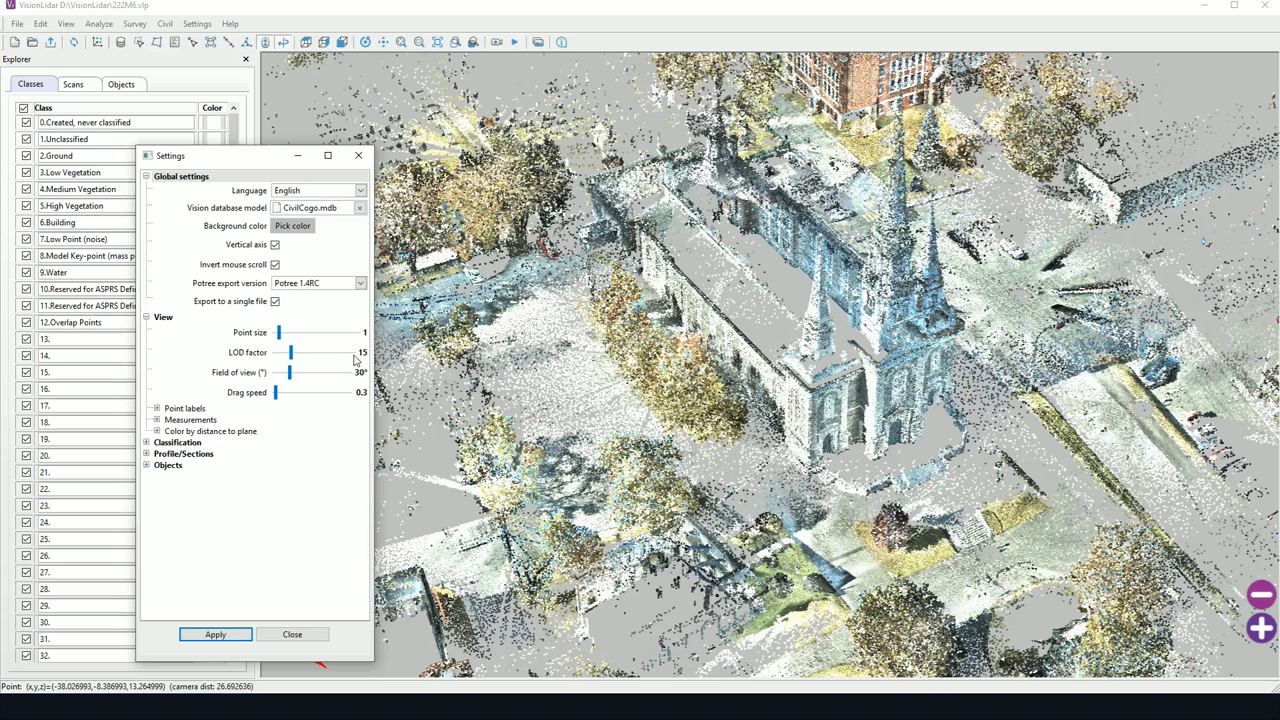 VisionLidar D:\VisionLidar\222M6.vlp
File Edit View Analyze Survey Civil Settings Help
Explorer
Classes Scans Objects
Class Color
0.Created, never classified
1.Unclassified
2.Ground
3.Low Vegetation
4.Medium Vegetation
5.High Vegetation
6.Building
7.Low Point (noise)
8.Model Key-point (mass p
9.Water
10.Reserved for ASPRS Defin
11.Reserved for ASPRS Defin
12.Overlap Points
13.
14.
15.
16.
17.
18.
19.
20.
21.
22.
23.
24.
25.
26.
27.
28.
29.
30.
31.
32.
Settings
Global settings
Language English
Vision database model CivilCogo.mdb
Background color Pick color
Vertical axis
Invert mouse scroll
Potree export version Potree 1.4RC
Export to a single file
View
Point size 1
LOD factor 15
Field of view (°) 30°
Drag speed 0.3
Point labels
Measurements
Color by distance to plane
Classification
Profile/Sections
Objects
Apply Close
Point: (x,y,z)=(-38.026993,-8.386993,13.264999) (camera dist: 26.692636)